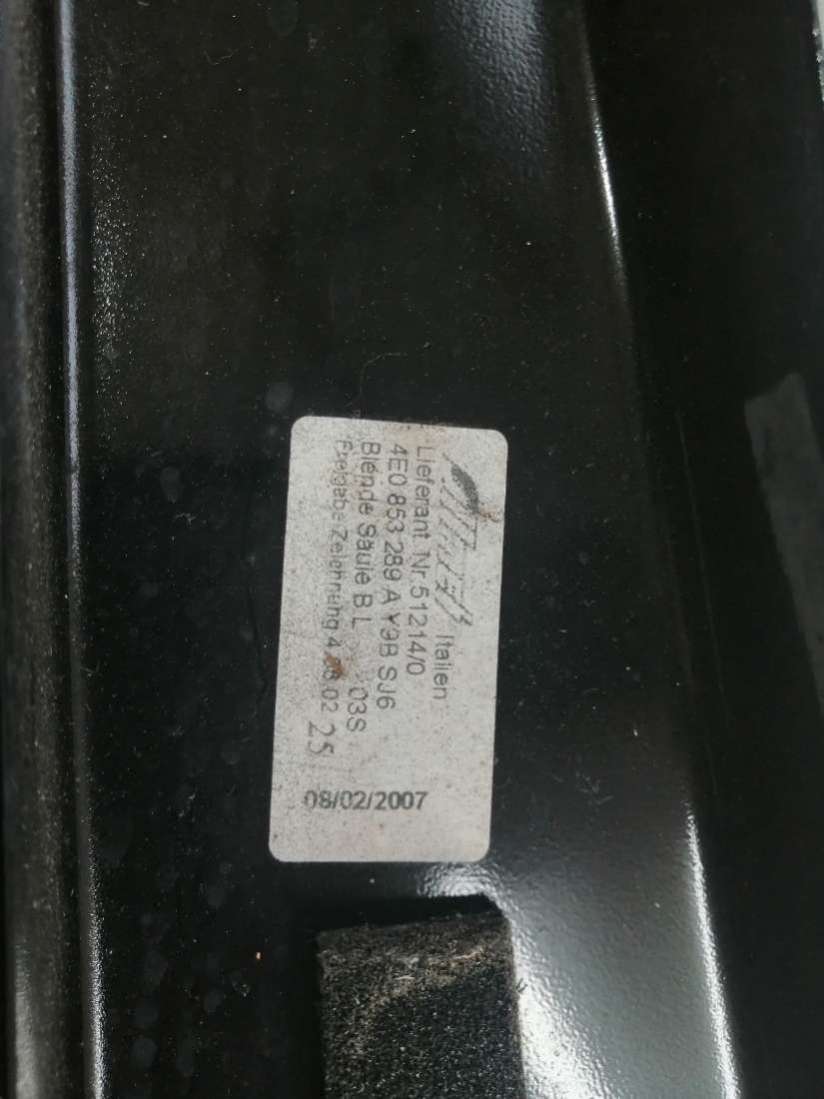 Italien
Lieferant. Nr.51214/0
4E0 853 289 A Y9B SJ6
Blende Säule B L 03S
Freigabe Zeichnung 02
25
08/02/2007